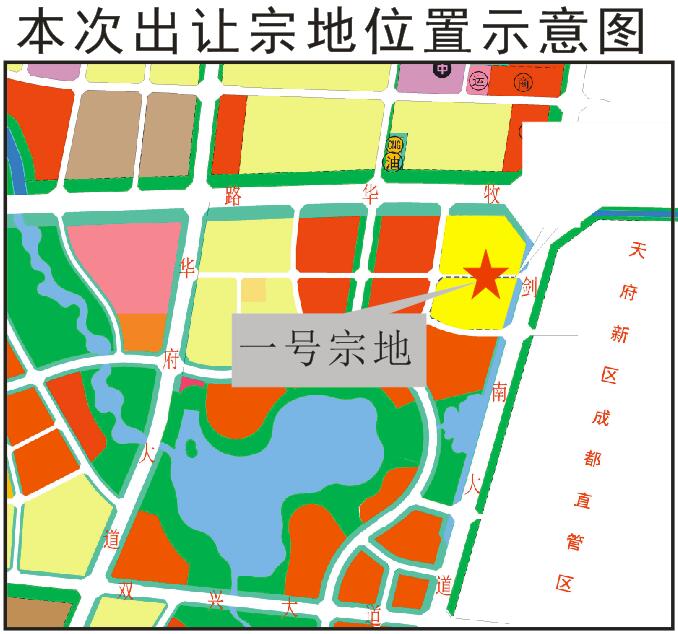 本次出让宗地位置示意图
中
商
油
牧华路
华府大道
剑南大道
天府新区成都直管区
一号宗地
双兴大道